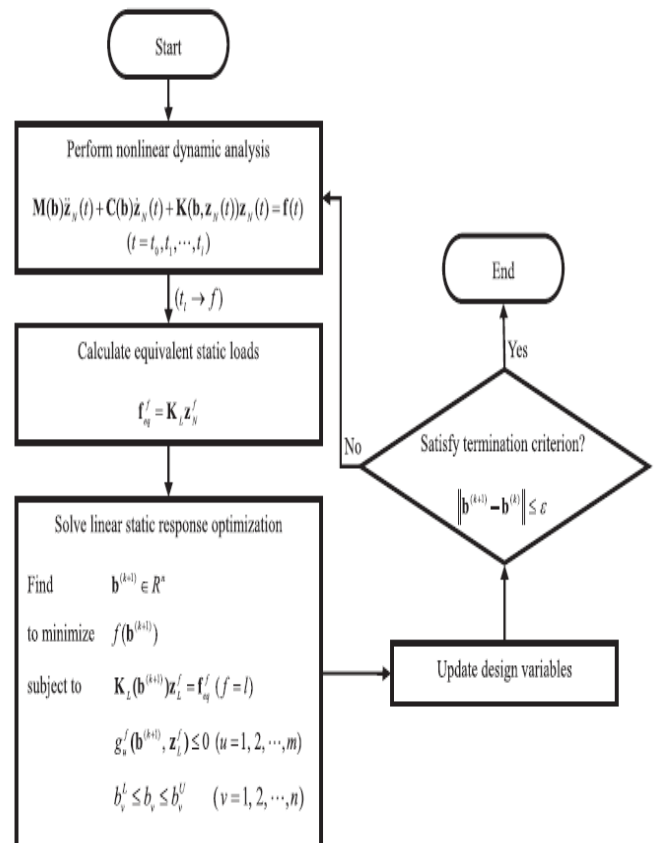 Start
Perform nonlinear dynamic analysis
M(b)z̈_N(t)+C(b)ż_N(t)+K(b,z_N(t))z_N(t)=f(t)
(t=t_0,t_1,⋯,t_l)
(t_l→f)
Calculate equivalent static loads
f_eq^f=K_L z_N^f
Solve linear static response optimization
Find b^(k+1)∈R^n
to minimize f(b^(k+1))
subject to K_L(b^(k+1))z_L^f=f_eq^f (f=l)
g_u^f(b^(k+1),z_L^f)≤0 (u=1,2,⋯,m)
b_v^L≤b_v≤b_v^U (v=1,2,⋯,n)
Update design variables
Satisfy termination criterion?
‖b^(k+1)−b^(k)‖≤ε
No
Yes
End